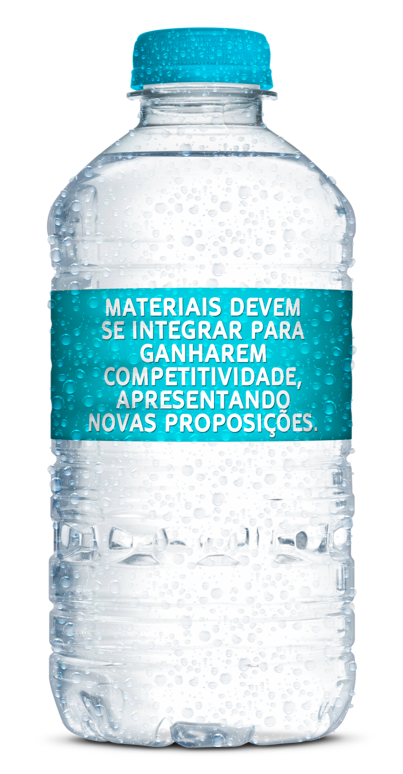 MATERIAIS DEVEM
SE INTEGRAR PARA
GANHAREM
COMPETITIVIDADE,
APRESENTANDO
NOVAS PROPOSIÇÕES.